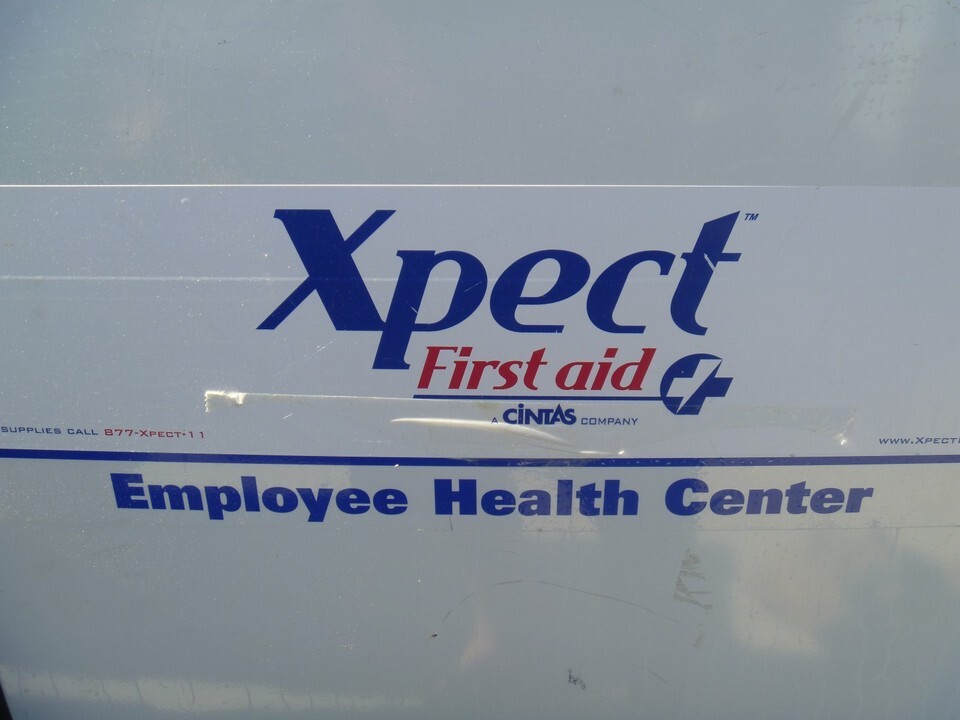 Xpect™
First aid
A CINTAS COMPANY
SUPPLIES CALL 877-XPECT-11
WWW.XPECT
Employee Health Center